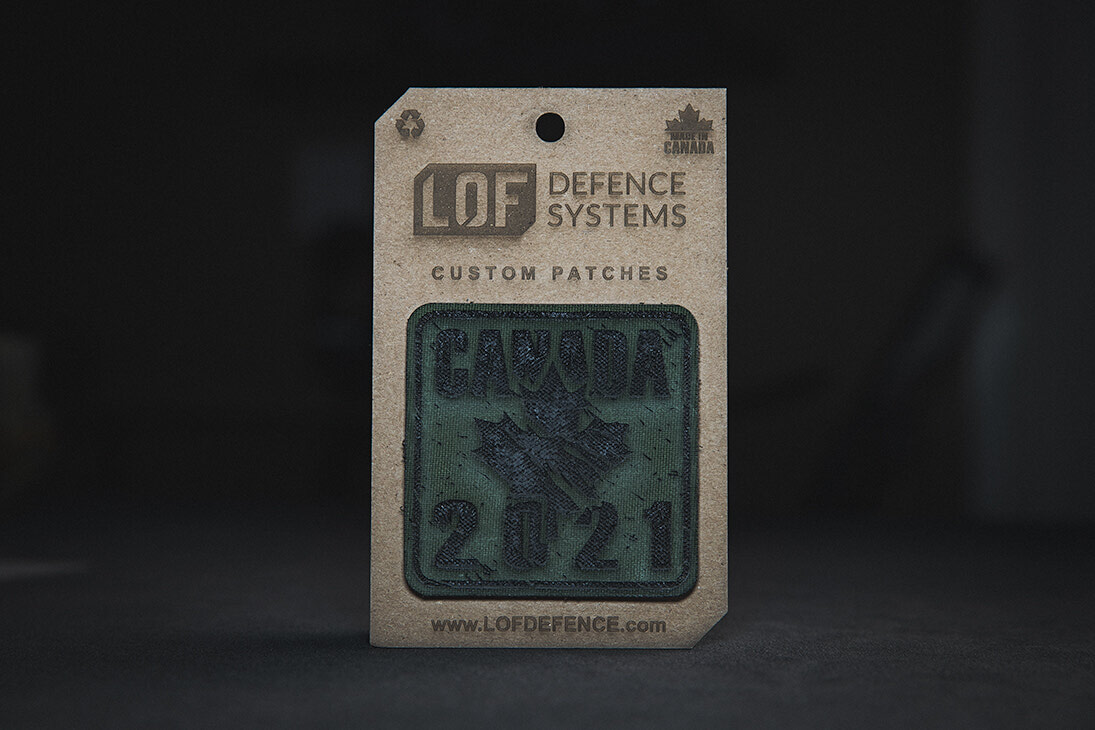 MADE IN
CANADA
LOF DEFENCE
SYSTEMS
CUSTOM PATCHES
CANADA
2021
www.LOFDEFENCE.com